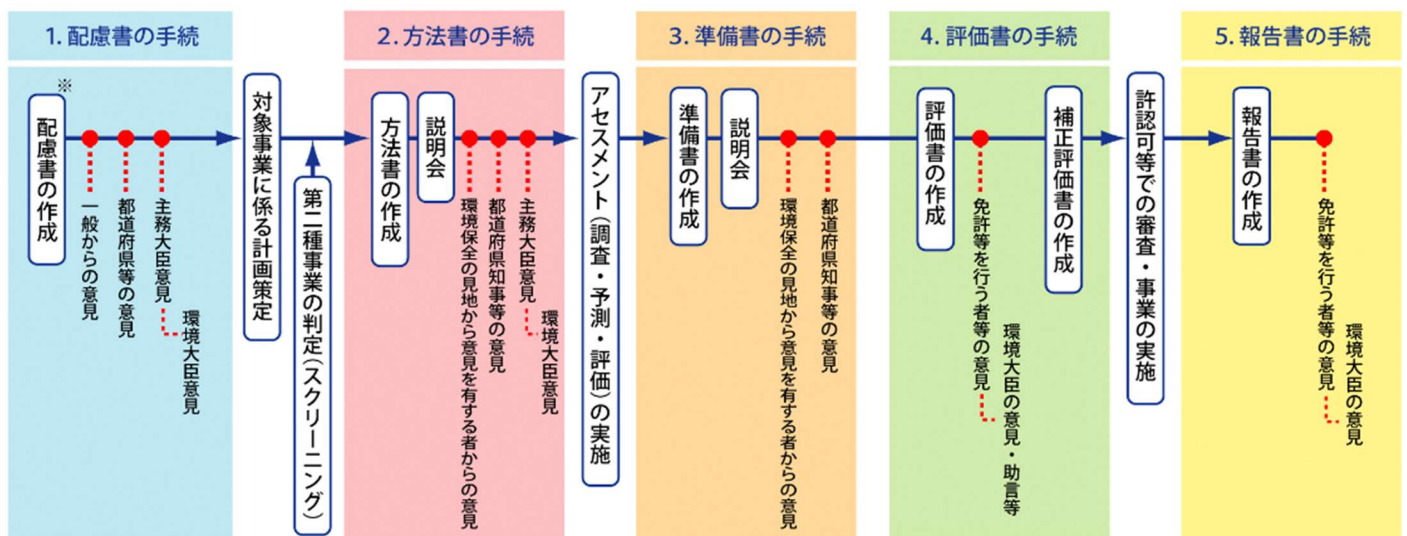 1. 配慮書の手続
※
配慮書の作成
一般からの意見
都道府県等の意見
主務大臣意見
環境大臣意見
対象事業に係る計画策定
第二種事業の判定(スクリーニング)
2. 方法書の手続
方法書の作成
説明会
環境保全の見地から意見を有する者からの意見
都道府県知事等の意見
主務大臣意見
環境大臣意見
アセスメント(調査・予測・評価)の実施
3. 準備書の手続
準備書の作成
説明会
環境保全の見地から意見を有する者からの意見
都道府県知事等の意見
4. 評価書の手続
評価書の作成
免許等を行う者等の意見
環境大臣の意見・助言等
補正評価書の作成
許認可等での審査・事業の実施
5. 報告書の手続
報告書の作成
免許等を行う者等の意見
環境大臣の意見